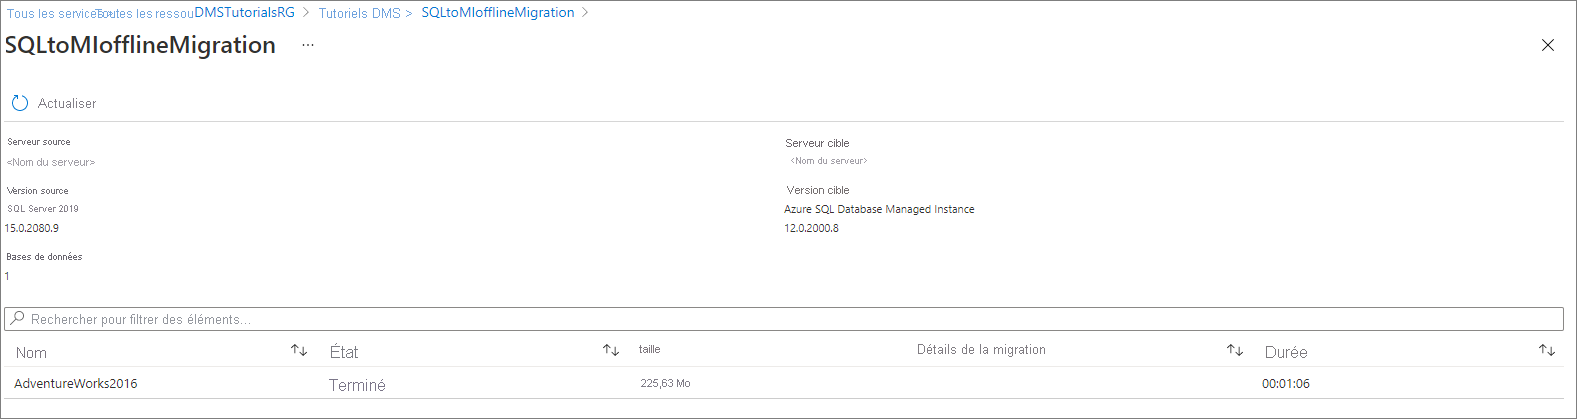 Tous les services > Toutes les ressou DMSTutorialsRG > Tutoriels DMS > SQLtoMIofflineMigration >
SQLtoMIofflineMigration ...
Actualiser
Serveur source
Serveur cible
<Nom du serveur>
<Nom du serveur>
Version source
Version cible
SQL Server 2019
Azure SQL Database Managed Instance
15.0.2080.9
12.0.2000.8
Bases de données
1
Rechercher pour filtrer des éléments...
Nom État taille Détails de la migration Durée
AdventureWorks2016 Terminé 225,63 Mo 00:01:06